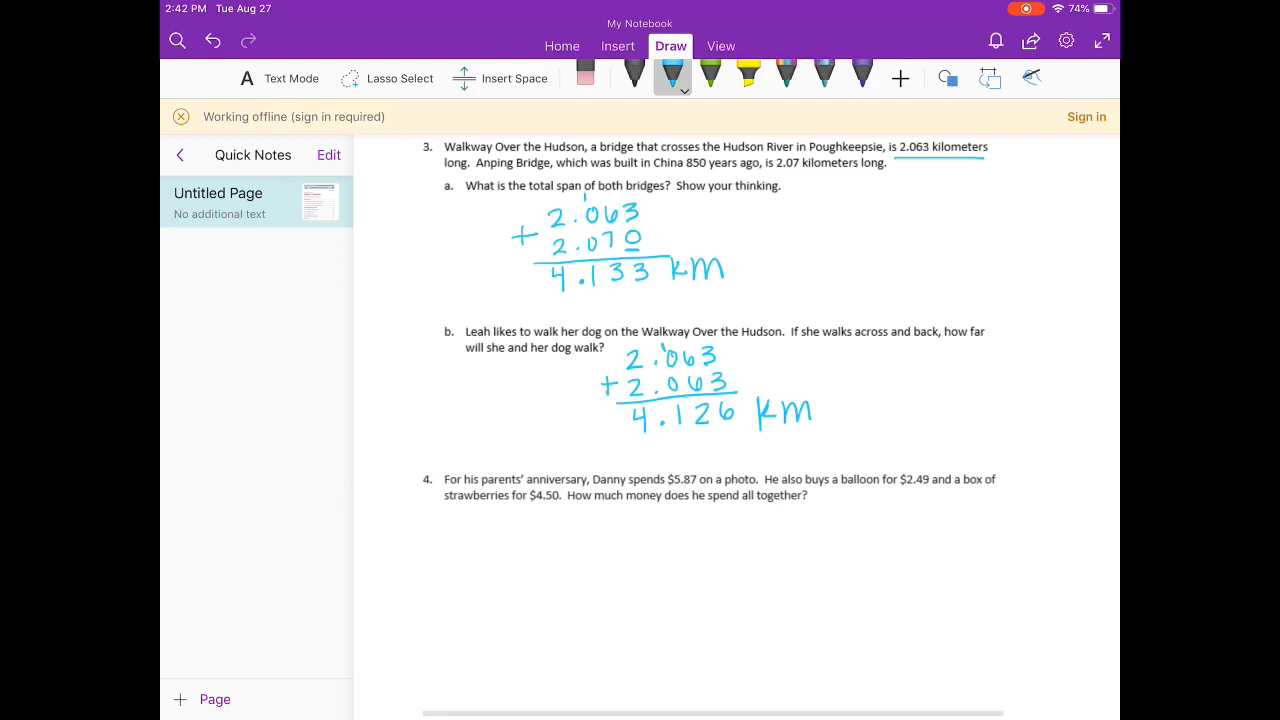 2:42 PM Tue Aug 27
74%
My Notebook
Home Insert Draw View
Text Mode Lasso Select Insert Space
Working offline (sign in required) Sign in
Quick Notes Edit
Untitled Page
No additional text
3. Walkway Over the Hudson, a bridge that crosses the Hudson River in Poughkeepsie, is 2.063 kilometers
long. Anping Bridge, which was built in China 850 years ago, is 2.07 kilometers long.
a. What is the total span of both bridges? Show your thinking.
1
2.063
+ 2.070
4.133 km
b. Leah likes to walk her dog on the Walkway Over the Hudson. If she walks across and back, how far
will she and her dog walk?
1
2.063
+ 2.063
4.126 km
4. For his parents' anniversary, Danny spends $5.87 on a photo. He also buys a balloon for $2.49 and a box of
strawberries for $4.50. How much money does he spend all together?
+ Page